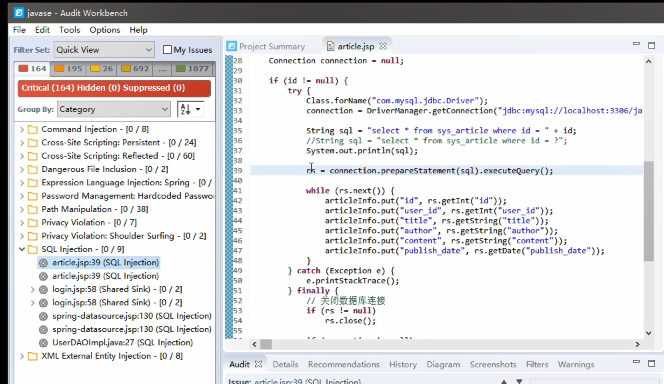 javase - Audit Workbench
File Edit Tools Options Help
Filter Set: Quick View My Issues
164 195 26 692 ... 1077
Critical (164) Hidden (0) Suppressed (0)
Group By: Category
Command Injection - [0 / 8]
Cross-Site Scripting: Persistent - [0 / 24]
Cross-Site Scripting: Reflected - [0 / 60]
Dangerous File Inclusion - [0 / 2]
Expression Language Injection: Spring - [0 /
Password Management: Hardcoded Passwor
Path Manipulation - [0 / 38]
Privacy Violation - [0 / 7]
Privacy Violation: Shoulder Surfing - [0 / 2]
SQL Injection - [0 / 9]
article.jsp:39 (SQL Injection)
article.jsp:39 (SQL Injection)
login.jsp:58 (Shared Sink) - [0 / 2]
login.jsp:58 (Shared Sink) - [0 / 2]
spring-datasource.jsp:130 (SQL Injection)
spring-datasource.jsp:130 (SQL Injection)
UserDAOImpl.java:27 (SQL Injection)
XML External Entity Injection - [0 / 8]
Project Summary article.jsp
28 Connection connection = null;
29
30 if (id != null) {
31 try {
32 Class.forName("com.mysql.jdbc.Driver");
33 connection = DriverManager.getConnection("jdbc:mysql://localhost:3306/ja
34
35 String sql = "select * from sys_article where id = " + id;
36 //String sql = "select * from sys_article where id = ?";
37 System.out.println(sql);
38
39 rs = connection.prepareStatement(sql).executeQuery();
40
41 while (rs.next()) {
42 articleInfo.put("id", rs.getInt("id"));
43 articleInfo.put("user_id", rs.getInt("user_id"));
44 articleInfo.put("title", rs.getString("title"));
45 articleInfo.put("author", rs.getString("author"));
46 articleInfo.put("content", rs.getString("content"));
47 articleInfo.put("publish_date", rs.getDate("publish_date"));
48 }
49 } catch (Exception e) {
50 e.printStackTrace();
51 } finally {
52 // 关闭数据库连接
53 if (rs != null)
54 rs.close();
55
Audit Details Recommendations History Diagram Screenshots Filters Warnings
Issue: article.jsp:39 (SQL Injection)